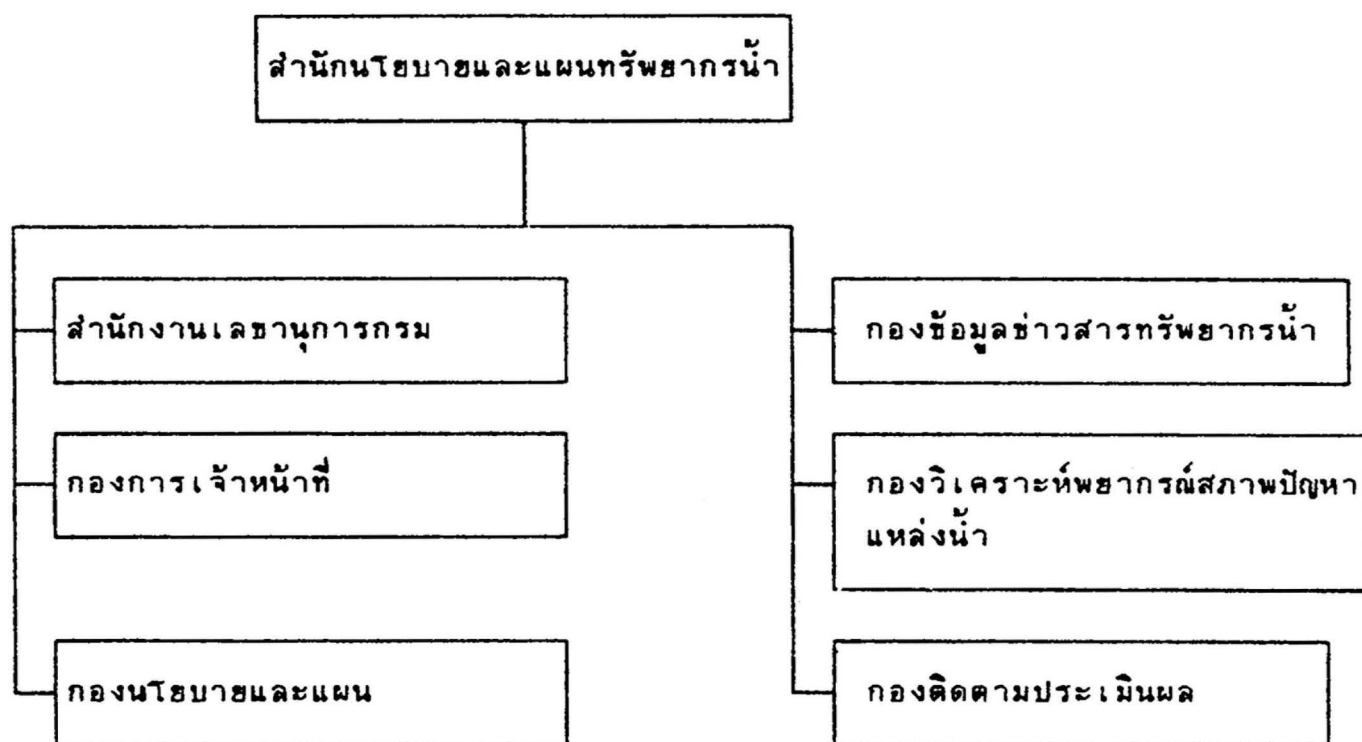 สำนักนโยบายและแผนทรัพยากรน้ำ
สำนักงานเลขานุการกรม
กองการเจ้าหน้าที่
กองนโยบายและแผน
กองข้อมูลข่าวสารทรัพยากรน้ำ
กองวิเคราะห์พยากรณ์สภาพปัญหา
แหล่งน้ำ
กองติดตามประเมินผล